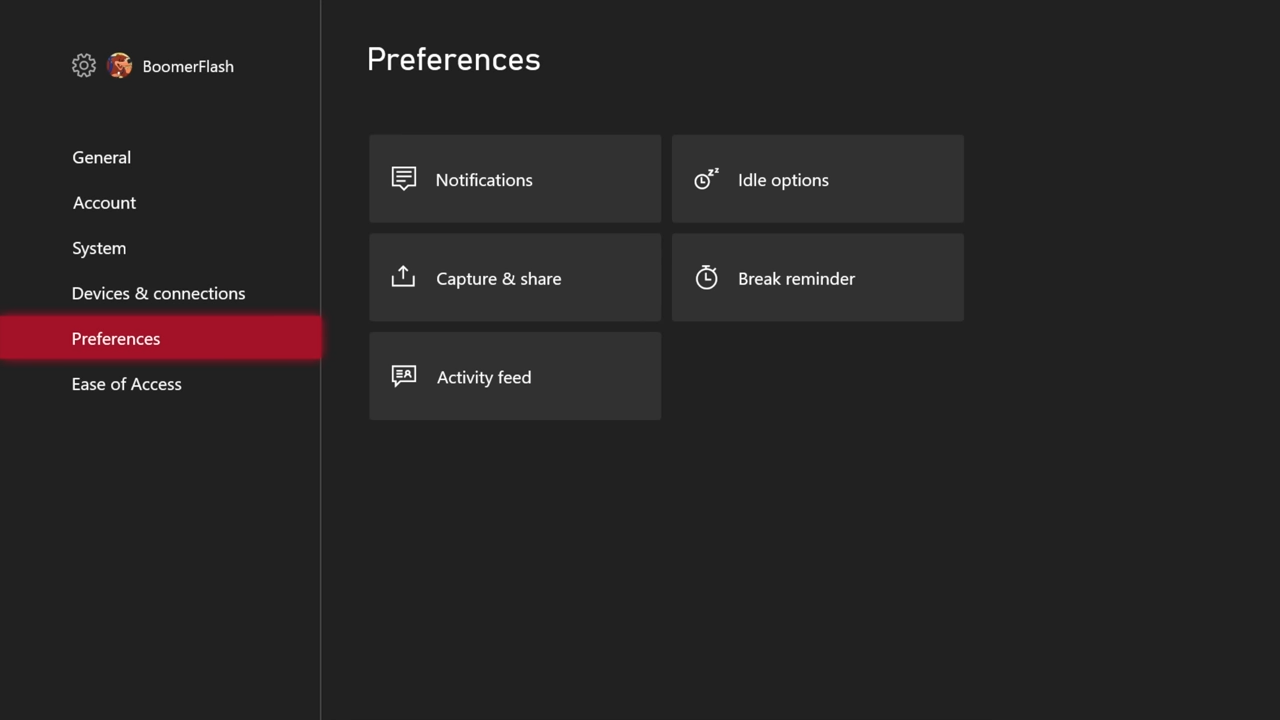 BoomerFlash
General
Account
System
Devices & connections
Preferences
Ease of Access
Preferences
Notifications
Idle options
Capture & share
Break reminder
Activity feed